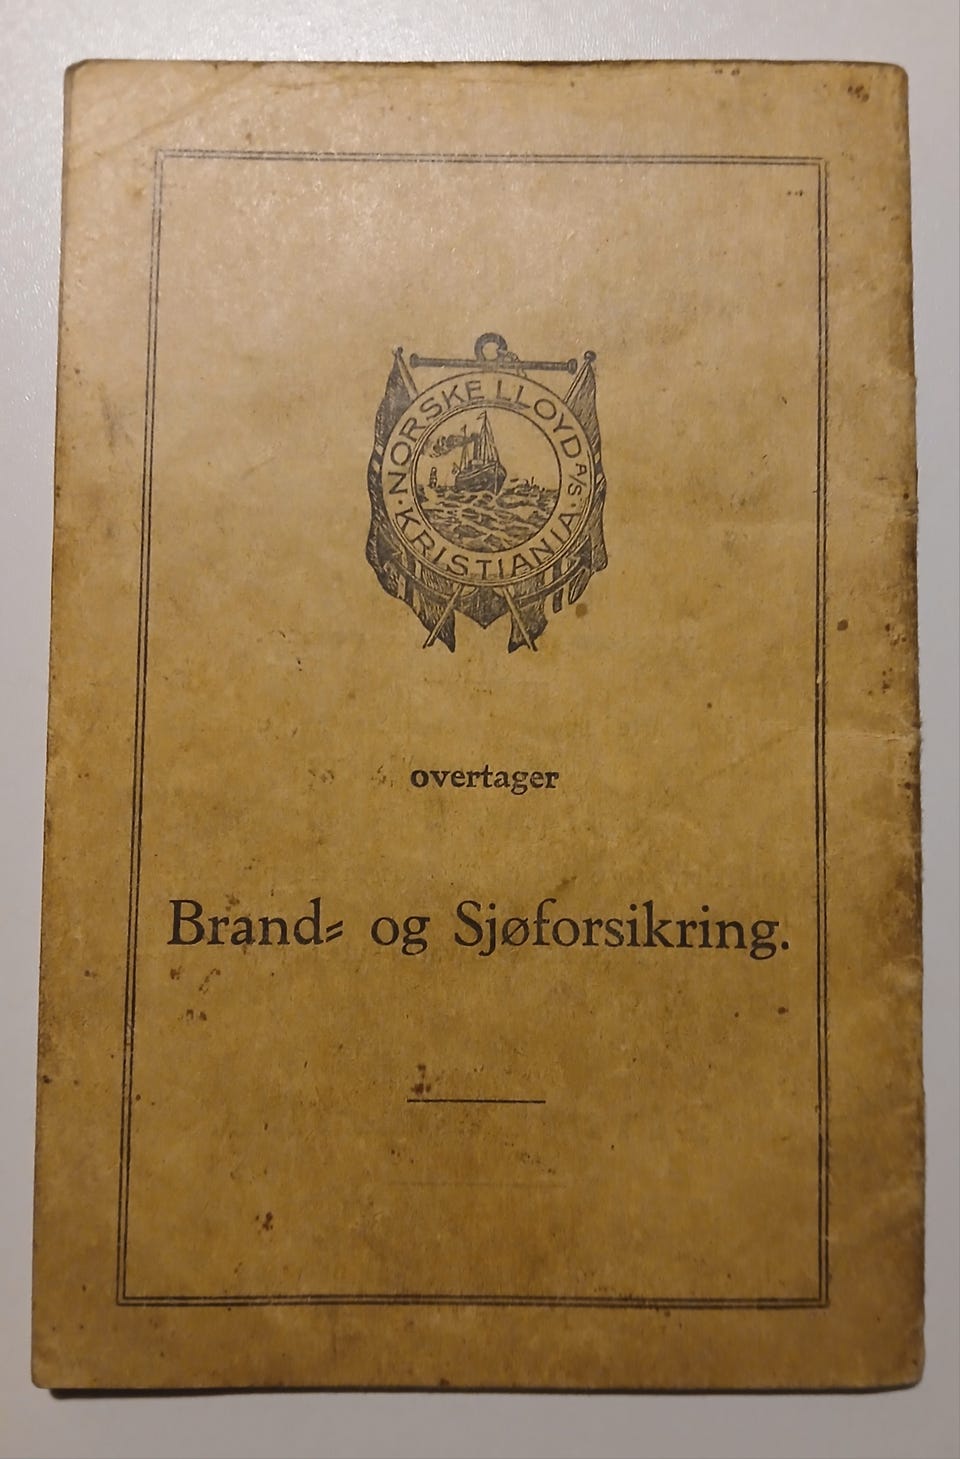 NORSKE LLOYD A/S
· KRISTIANIA ·
overtager
Brand- og Sjøforsikring.